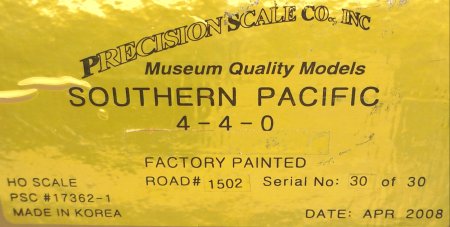 PRECISION SCALE CO., INC
Museum Quality Models
SOUTHERN PACIFIC
4-4-0
FACTORY PAINTED
HO SCALE ROAD# 1502 Serial No: 30 of 30
PSC #17362-1
MADE IN KOREA DATE: APR 2008